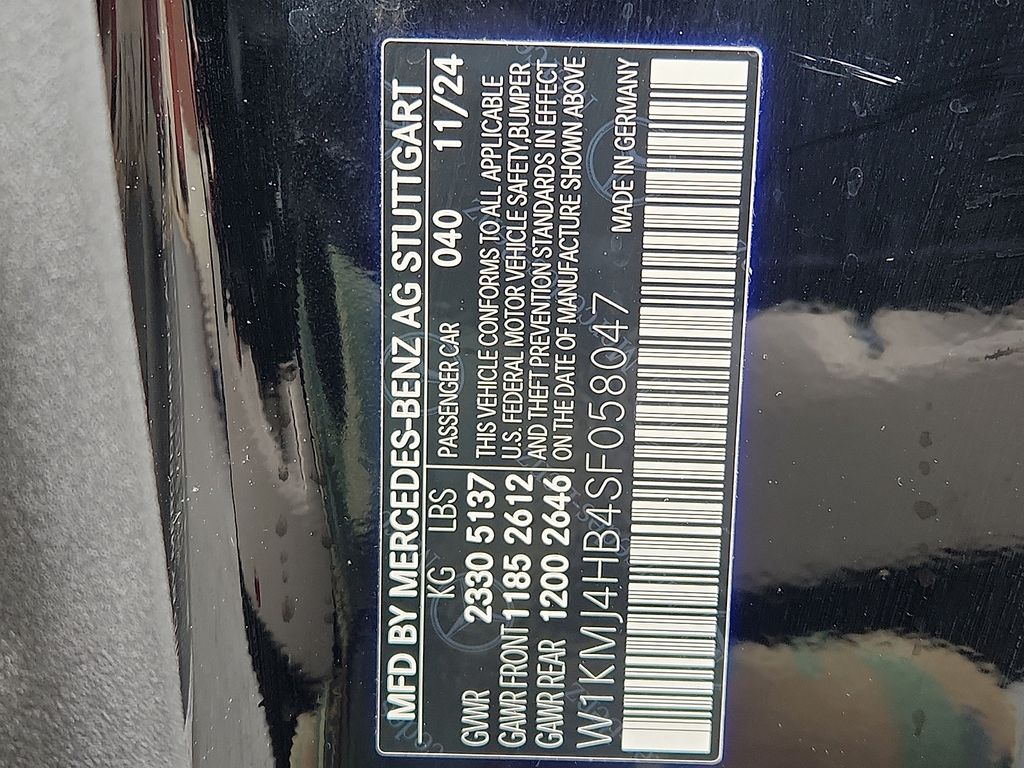 MFD BY MERCEDES-BENZ AG STUTTGART
KG LBS
GVWR 2330 5137
GAWR FRONT 1185 2612
GAWR REAR 1200 2646
PASSENGER CAR 040 11/24
THIS VEHICLE CONFORMS TO ALL APPLICABLE
U.S. FEDERAL MOTOR VEHICLE SAFETY,BUMPER
AND THEFT PREVENTION STANDARDS IN EFFECT
ON THE DATE OF MANUFACTURE SHOWN ABOVE
W1KMJ4HB4SF058047 MADE IN GERMANY